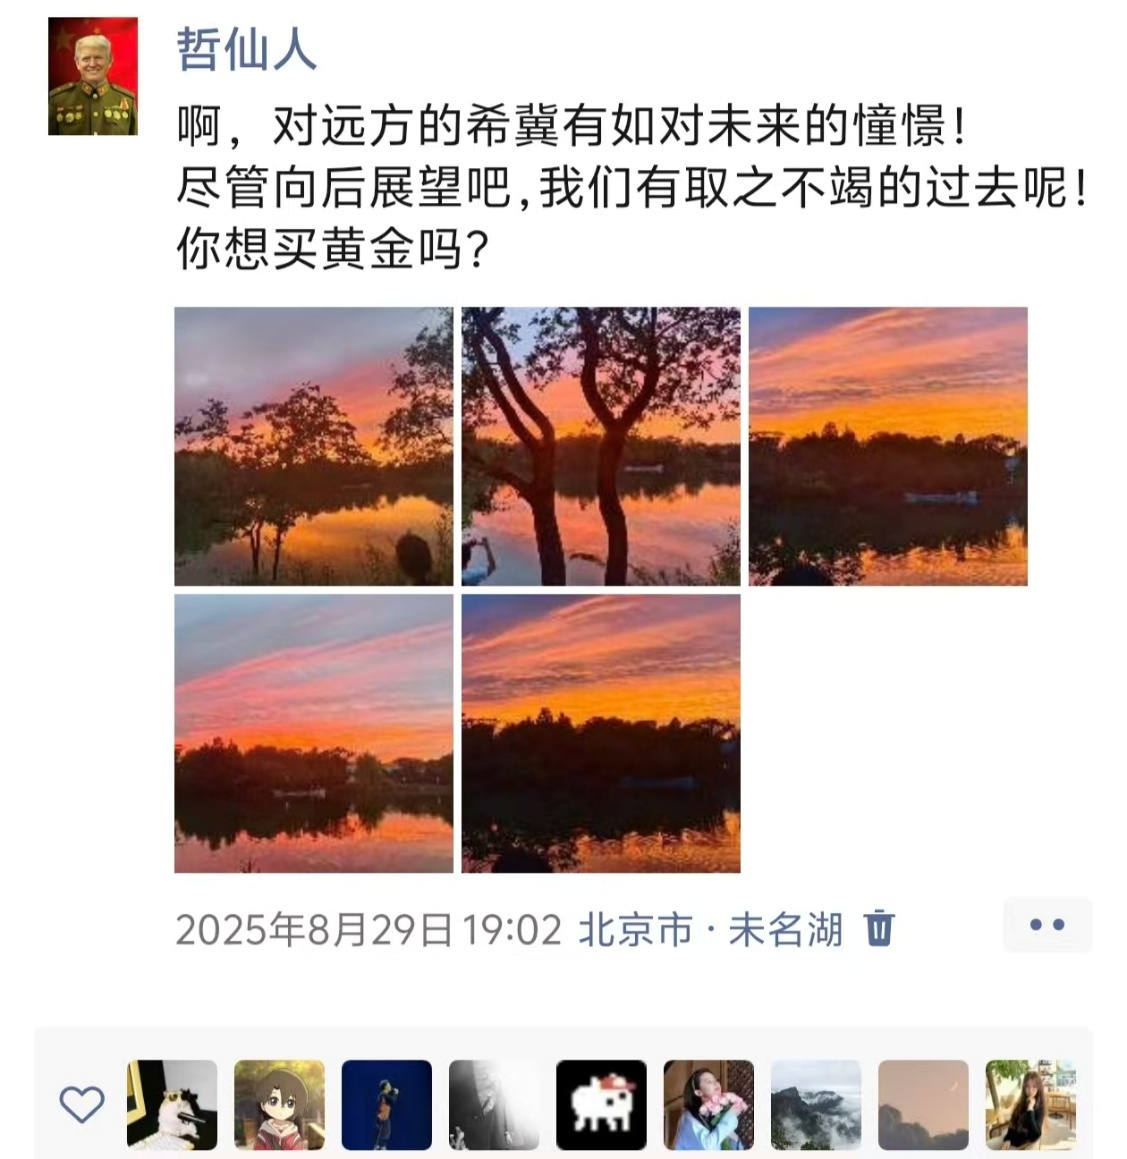 哲仙人
啊，对远方的希冀有如对未来的憧憬！
尽管向后展望吧,我们有取之不竭的过去呢！
你想买黄金吗？
2025年8月29日 19:02 北京市 · 未名湖